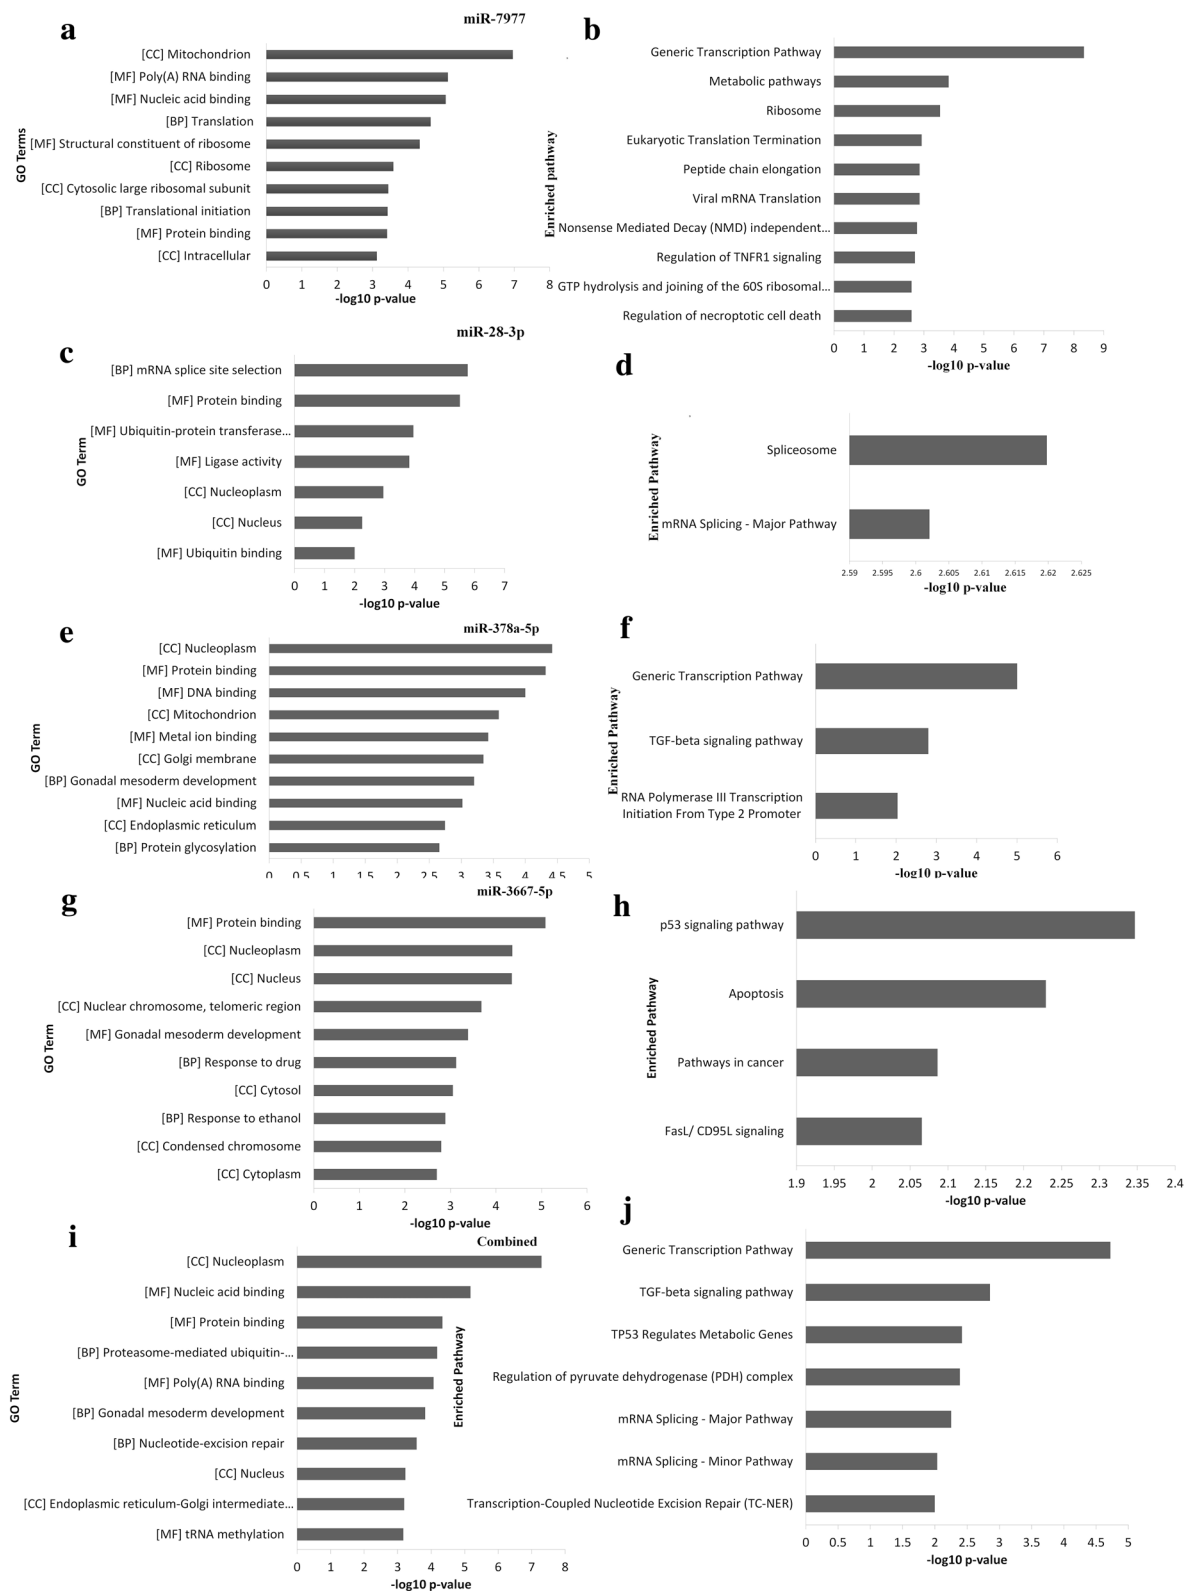 a
miR-7977
[CC] Mitochondrion
[MF] Poly(A) RNA binding
[MF] Nucleic acid binding
[BP] Translation
[MF] Structural constituent of ribosome
[CC] Ribosome
[CC] Cytosolic large ribosomal subunit
[BP] Translational initiation
[MF] Protein binding
[CC] Intracellular
GO Terms
0 1 2 3 4 5 6 7 8
-log10 p-value
b
Generic Transcription Pathway
Metabolic pathways
Ribosome
Eukaryotic Translation Termination
Peptide chain elongation
Viral mRNA Translation
Nonsense Mediated Decay (NMD) independent...
Regulation of TNFR1 signaling
GTP hydrolysis and joining of the 60S ribosomal...
Regulation of necroptotic cell death
Enriched pathway
0 1 2 3 4 5 6 7 8 9
-log10 p-value
c
miR-28-3p
[BP] mRNA splice site selection
[MF] Protein binding
[MF] Ubiquitin-protein transferase...
[MF] Ligase activity
[CC] Nucleoplasm
[CC] Nucleus
[MF] Ubiquitin binding
GO Term
0 1 2 3 4 5 6 7
-log10 p-value
d
Spliceosome
mRNA Splicing - Major Pathway
Enriched Pathway
2.59 2.595 2.6 2.605 2.61 2.615 2.62 2.625
-log10 p-value
e
miR-378a-5p
[CC] Nucleoplasm
[MF] Protein binding
[MF] DNA binding
[CC] Mitochondrion
[MF] Metal ion binding
[CC] Golgi membrane
[BP] Gonadal mesoderm development
[MF] Nucleic acid binding
[CC] Endoplasmic reticulum
[BP] Protein glycosylation
GO Term
0 0.5 1 1.5 2 2.5 3 3.5 4 4.5 5
f
Generic Transcription Pathway
TGF-beta signaling pathway
RNA Polymerase III Transcription
Initiation From Type 2 Promoter
Enriched Pathway
0 1 2 3 4 5 6
-log10 p-value
g
miR-3667-5p
[MF] Protein binding
[CC] Nucleoplasm
[CC] Nucleus
[CC] Nuclear chromosome, telomeric region
[MF] Gonadal mesoderm development
[BP] Response to drug
[CC] Cytosol
[BP] Response to ethanol
[CC] Condensed chromosome
[CC] Cytoplasm
GO Term
0 1 2 3 4 5 6
-log10 p-value
h
p53 signaling pathway
Apoptosis
Pathways in cancer
FasL/ CD95L signaling
Enriched Pathway
1.9 1.95 2 2.05 2.1 2.15 2.2 2.25 2.3 2.35 2.4
-log10 p-value
i
Combined
[CC] Nucleoplasm
[MF] Nucleic acid binding
[MF] Protein binding
[BP] Proteasome-mediated ubiquitin-...
[MF] Poly(A) RNA binding
[BP] Gonadal mesoderm development
[BP] Nucleotide-excision repair
[CC] Nucleus
[CC] Endoplasmic reticulum-Golgi intermediate...
[MF] tRNA methylation
GO Term
0 1 2 3 4 5 6 7 8
-log10 p-value
j
Generic Transcription Pathway
TGF-beta signaling pathway
TP53 Regulates Metabolic Genes
Regulation of pyruvate dehydrogenase (PDH) complex
mRNA Splicing - Major Pathway
mRNA Splicing - Minor Pathway
Transcription-Coupled Nucleotide Excision Repair (TC-NER)
Enriched Pathway
0 0.5 1 1.5 2 2.5 3 3.5 4 4.5 5
-log10 p-value